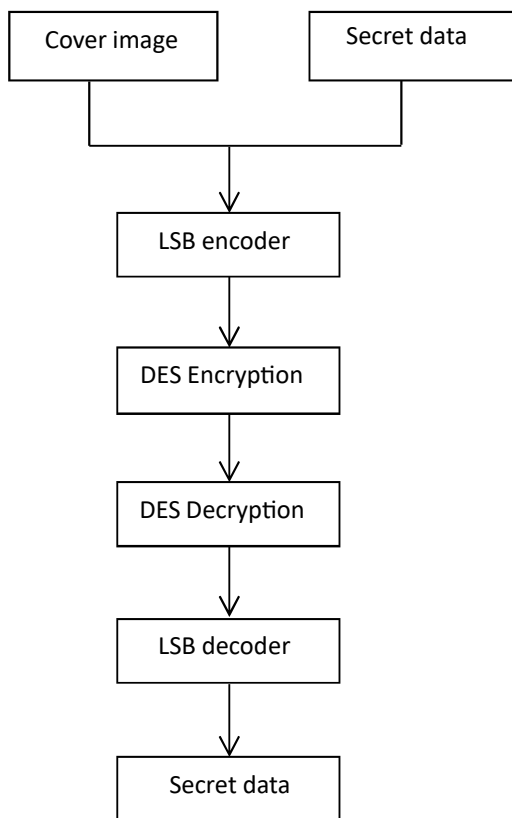 Cover image
Secret data
LSB encoder
DES Encryption
DES Decryption
LSB decoder
Secret data